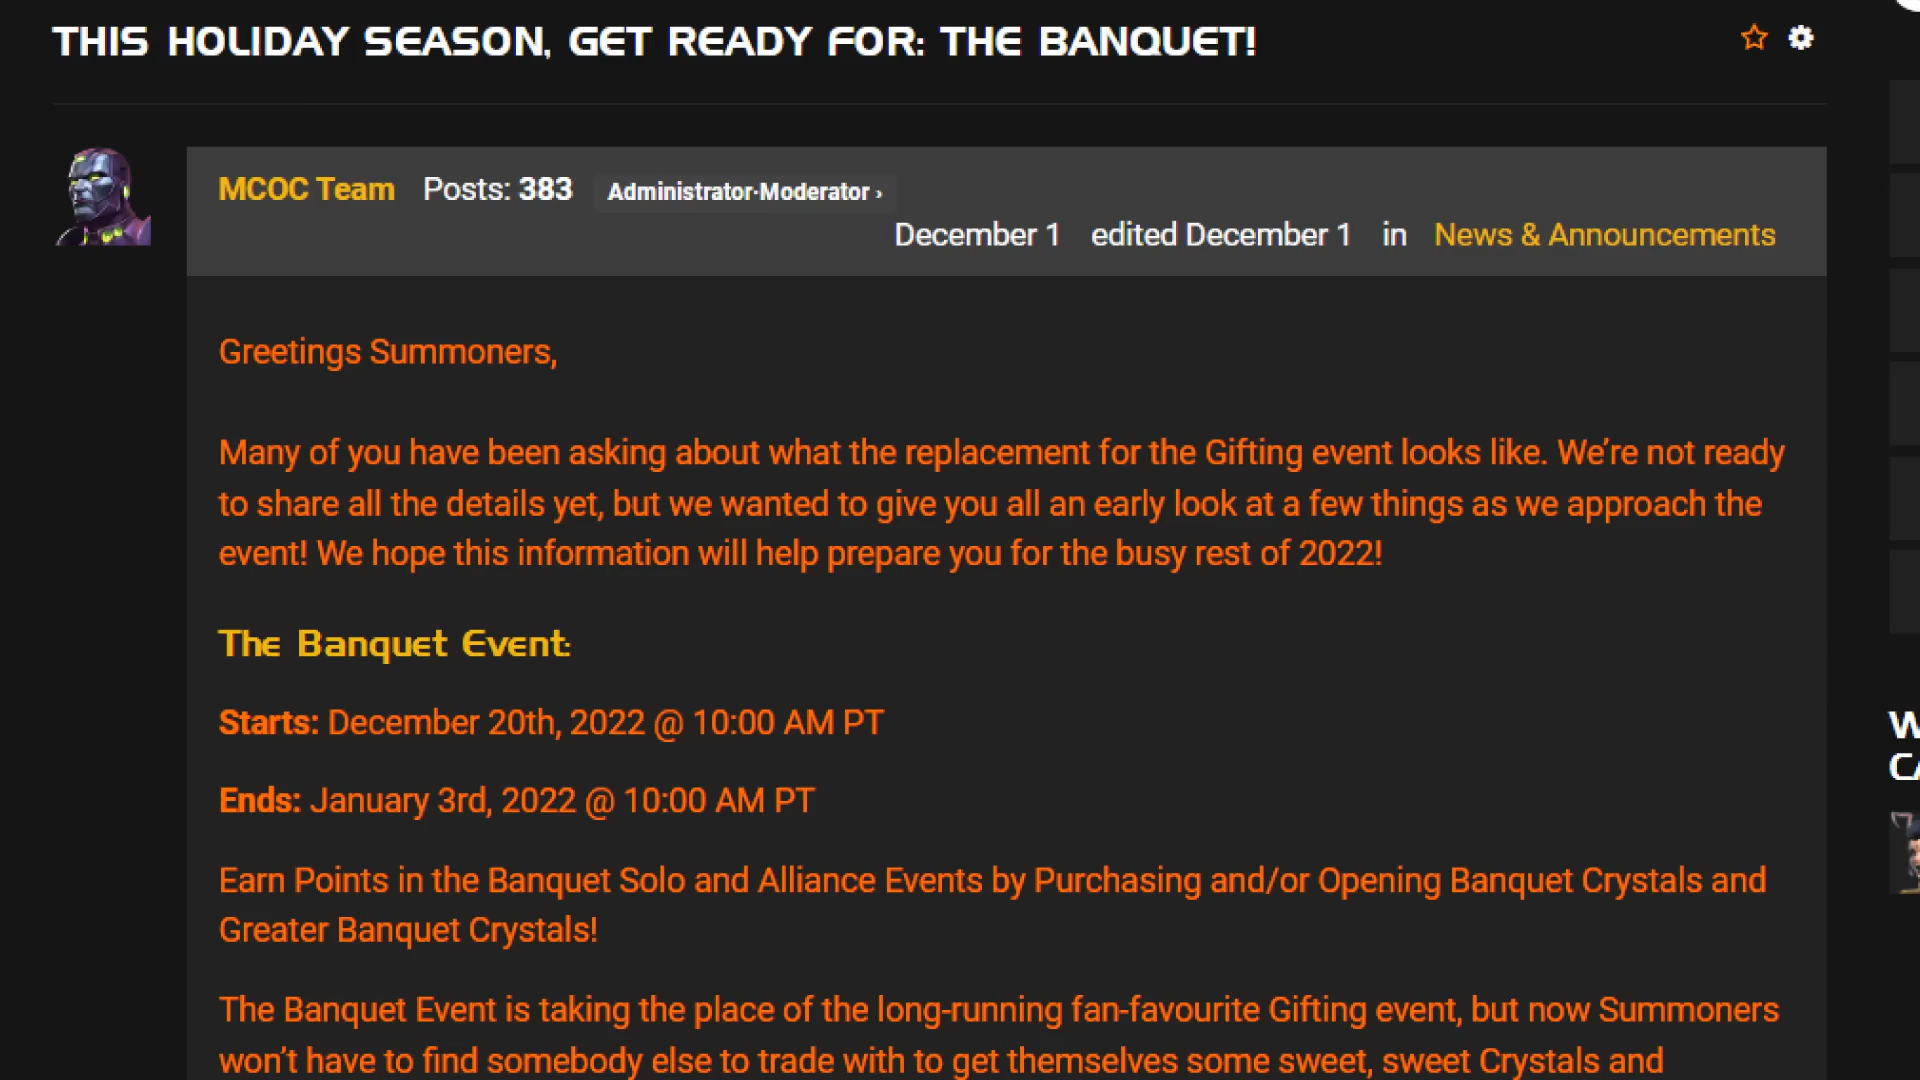 THIS HOLIDAY SEASON, GET READY FOR: THE BANQUET!
MCOC Team Posts: 383 Administrator·Moderator ›
December 1 edited December 1 in News & Announcements
Greetings Summoners,
Many of you have been asking about what the replacement for the Gifting event looks like. We’re not ready
to share all the details yet, but we wanted to give you all an early look at a few things as we approach the
event! We hope this information will help prepare you for the busy rest of 2022!
The Banquet Event:
Starts: December 20th, 2022 @ 10:00 AM PT
Ends: January 3rd, 2022 @ 10:00 AM PT
Earn Points in the Banquet Solo and Alliance Events by Purchasing and/or Opening Banquet Crystals and
Greater Banquet Crystals!
The Banquet Event is taking the place of the long-running fan-favourite Gifting event, but now Summoners
won’t have to find somebody else to trade with to get themselves some sweet, sweet Crystals and